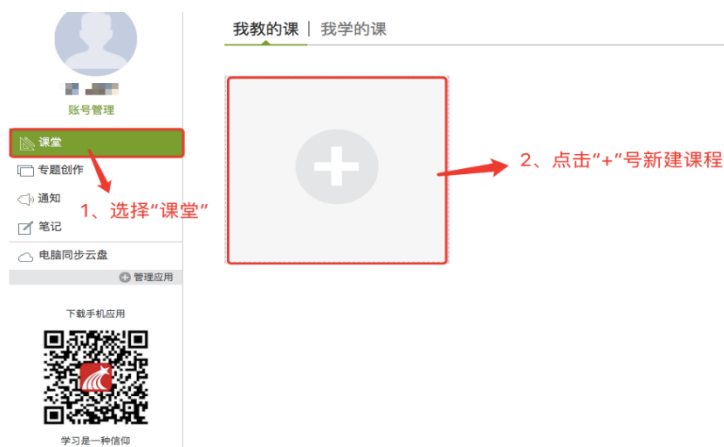 我教的课 | 我学的课
账号管理
课堂
专题创作
通知
笔记
电脑同步云盘
管理应用
下载手机应用
学习是一种信仰
1、选择“课堂”
2、点击“+”号新建课程